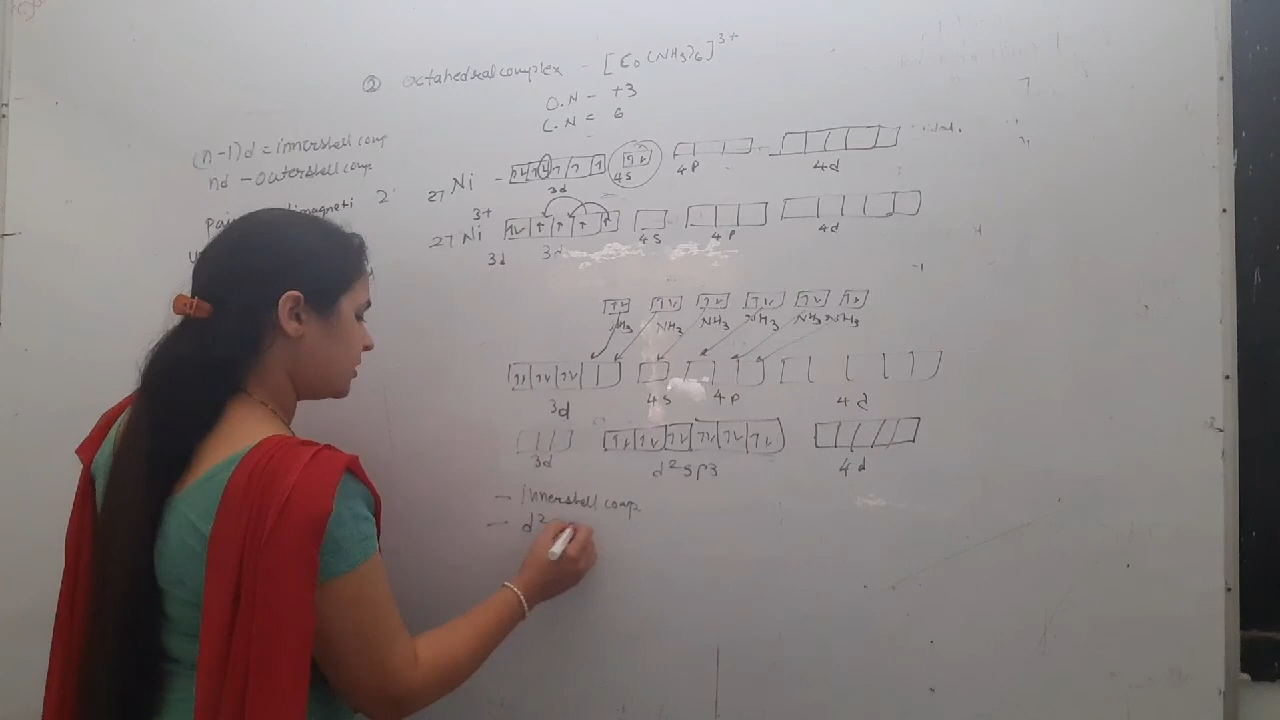 ② Octahedral complex - [Co(NH3)6]3+
O.N - +3
C.N = 6
(n-1)d = innershell comp
nd - outershell comp
27 Ni - 3d 4s 4p 4d
27 Ni 3+ 3d 4s 4p 4d
3d
NH3 NH3 NH3 NH3 NH3 NH3
3d 4s 4p 4d
3d d2sp3 4d
- innershell comp.
- d2